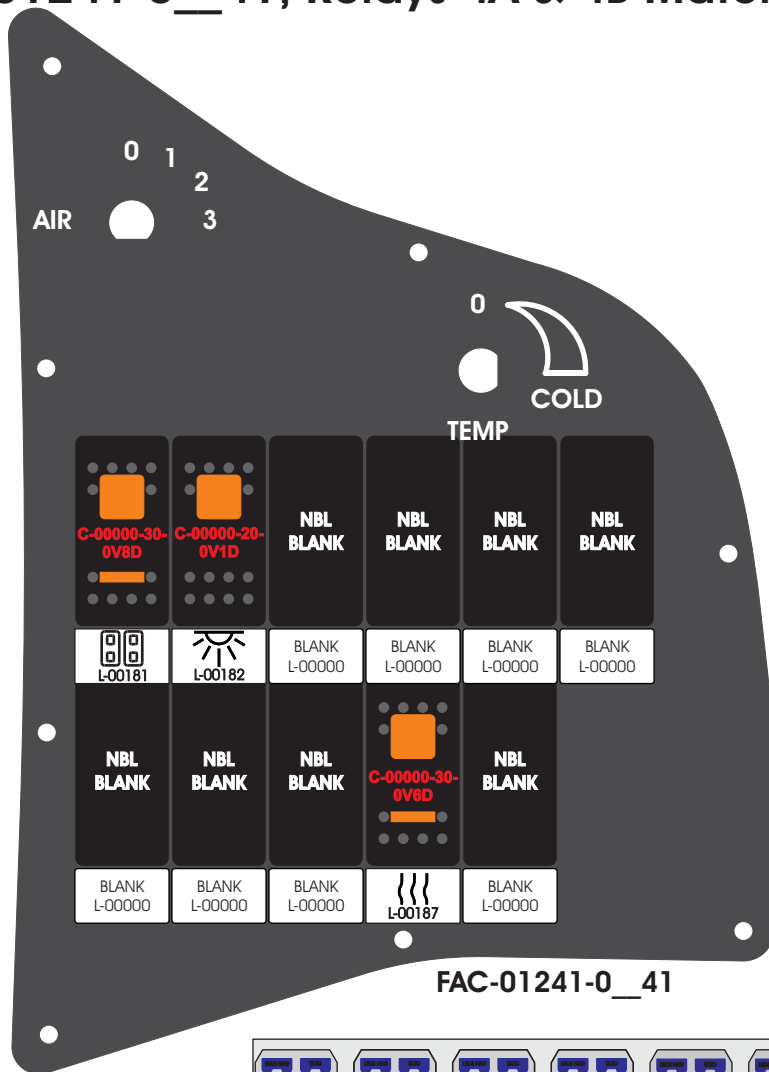 0
1
2
AIR
3
0
COLD
TEMP
C-00000-30-
0V8D
C-00000-20-
0V1D
NBL
BLANK
NBL
BLANK
NBL
BLANK
NBL
BLANK
L-00181
L-00182
BLANK
L-00000
BLANK
L-00000
BLANK
L-00000
BLANK
L-00000
NBL
BLANK
NBL
BLANK
NBL
BLANK
C-00000-30-
0V6D
NBL
BLANK
BLANK
L-00000
BLANK
L-00000
BLANK
L-00000
L-00187
BLANK
L-00000
FAC-01241-0__41